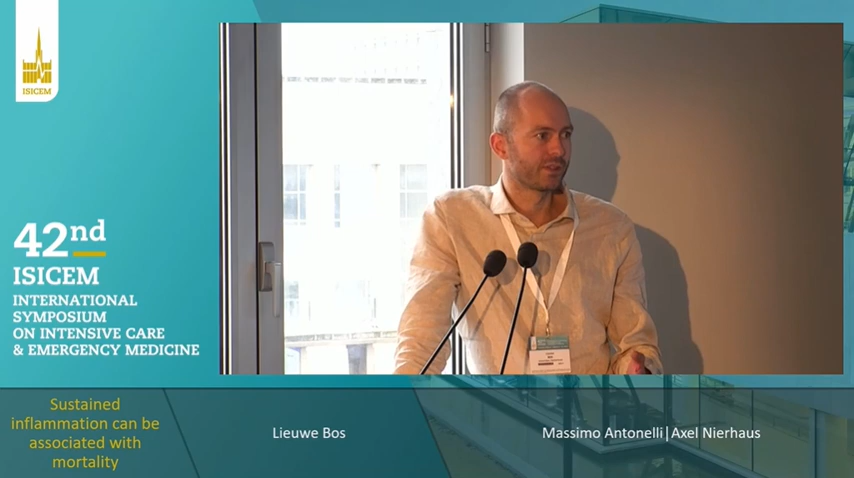 ISICEM
42nd
ISICEM
INTERNATIONAL
SYMPOSIUM
ON INTENSIVE CARE
& EMERGENCY MEDICINE
Sustained
inflammation can be
associated with
mortality
Lieuwe Bos
Massimo Antonelli|Axel Nierhaus